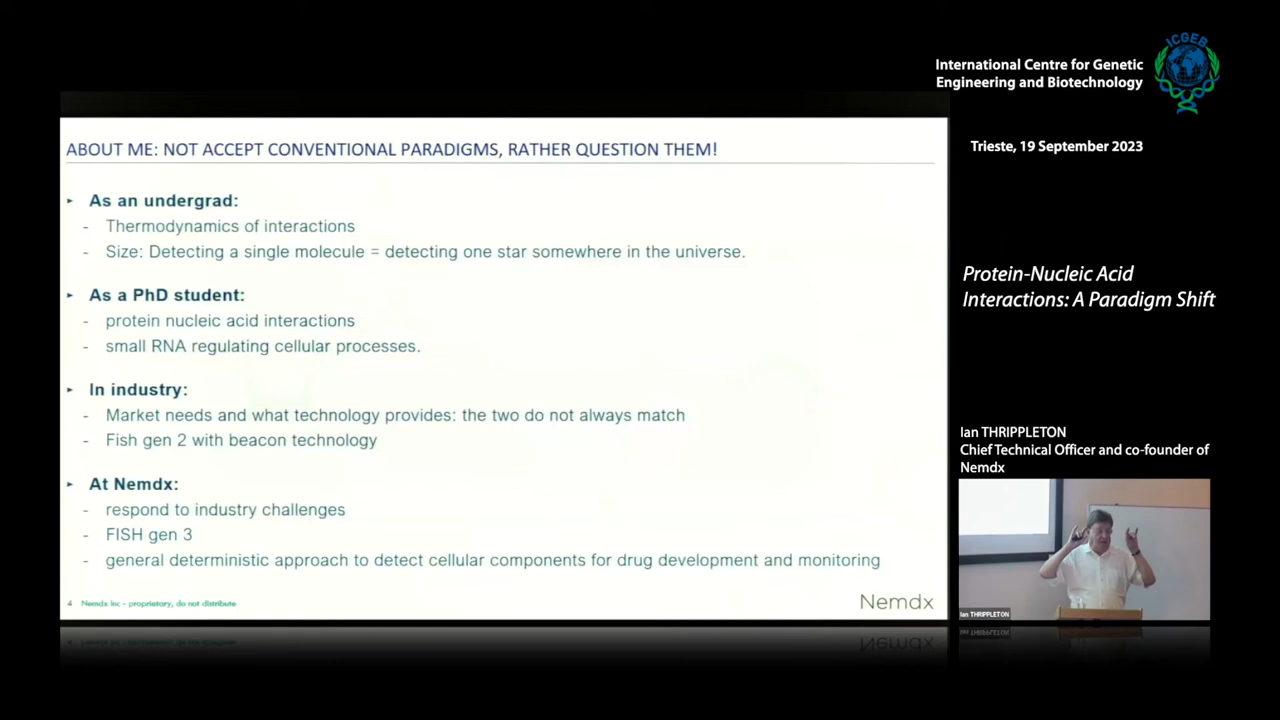 ICGEB
International Centre for Genetic
Engineering and Biotechnology
Trieste, 19 September 2023
ABOUT ME: NOT ACCEPT CONVENTIONAL PARADIGMS, RATHER QUESTION THEM!
As an undergrad:
- Thermodynamics of interactions
- Size: Detecting a single molecule = detecting one star somewhere in the universe.
As a PhD student:
- protein nucleic acid interactions
- small RNA regulating cellular processes.
In industry:
- Market needs and what technology provides: the two do not always match
- Fish gen 2 with beacon technology
At Nemdx:
- respond to industry challenges
- FISH gen 3
- general deterministic approach to detect cellular components for drug development and monitoring
4 Nemdx Inc - proprietary, do not distribute
Nemdx
Protein-Nucleic Acid
Interactions: A Paradigm Shift
Ian THRIPPLETON
Chief Technical Officer and co-founder of
Nemdx
Ian THRIPPLETON